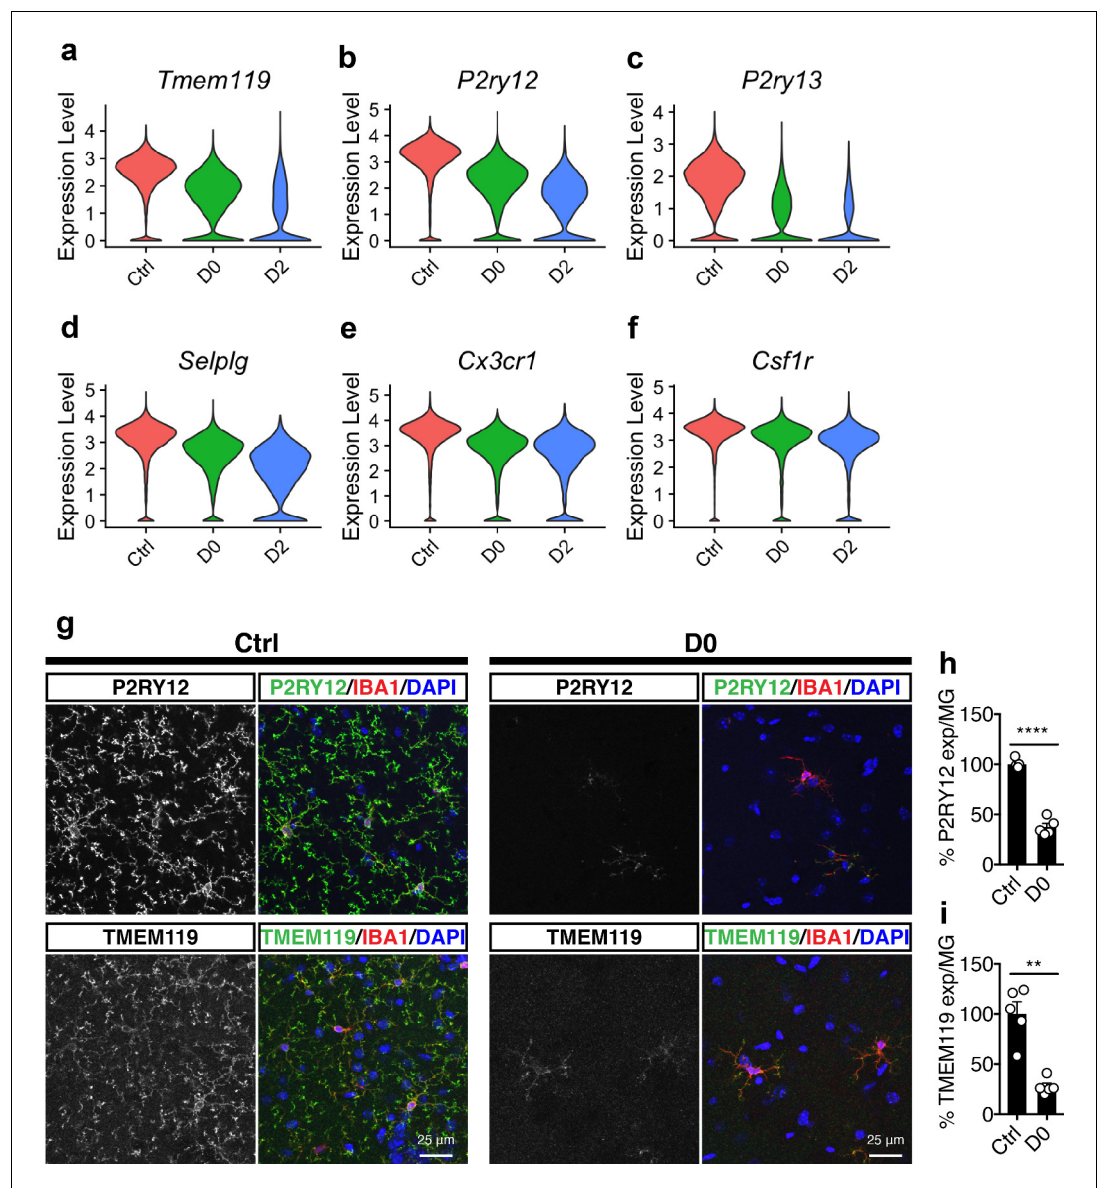 a
Tmem119
Expression Level
4
3
2
1
0
Ctrl
D0
D2
b
P2ry12
Expression Level
5
4
3
2
1
0
Ctrl
D0
D2
c
P2ry13
Expression Level
4
3
2
1
0
Ctrl
D0
D2
d
Selplg
Expression Level
5
4
3
2
1
0
Ctrl
D0
D2
e
Cx3cr1
Expression Level
5
4
3
2
1
0
Ctrl
D0
D2
f
Csf1r
Expression Level
5
4
3
2
1
0
Ctrl
D0
D2
g
Ctrl
D0
P2RY12
P2RY12/IBA1/DAPI
P2RY12
P2RY12/IBA1/DAPI
TMEM119
TMEM119/IBA1/DAPI
TMEM119
TMEM119/IBA1/DAPI
25 µm
25 µm
h
% P2RY12 exp/MG
150
100
50
0
****
Ctrl
D0
i
% TMEM119 exp/MG
150
100
50
0
**
Ctrl
D0